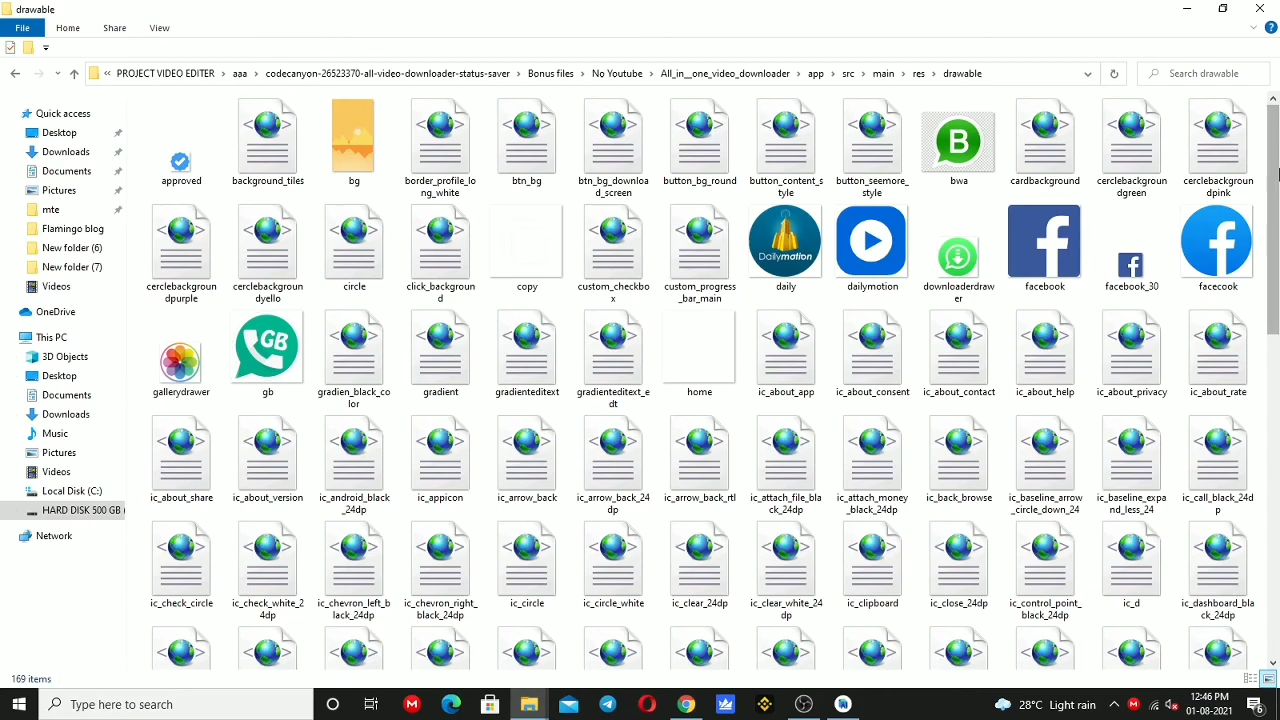 drawable
File Home Share View
« PROJECT VIDEO EDITER › aaa › codecanyon-26523370-all-video-downloader-status-saver › Bonus files › No Youtube › All_in__one_video_downloader › app › src › main › res › drawable
Search drawable
Quick access
Desktop
Downloads
Documents
Pictures
mte
Flamingo blog
New folder (6)
New folder (7)
Videos
OneDrive
This PC
3D Objects
Desktop
Documents
Downloads
Music
Pictures
Videos
Local Disk (C:)
HARD DISK 500 GB (
Network
approved
background_tiles
bg
border_profile_lo
ng_white
btn_bg
btn_bg_downloa
d_screen
button_bg_round
button_content_s
tyle
button_seemore_
style
B
bwa
cardbackground
cerclebackgroun
dgreen
cerclebackgroun
dpink
cerclebackgroun
dpurple
cerclebackgroun
dyello
circle
click_backgroun
d
copy
custom_checkbo
x
custom_progress
_bar_main
Dailymotion
daily
dailymotion
downloaderdraw
er
facebook
facebook_30
facecook
gallerydrawer
GB
gb
gradien_black_co
lor
gradient
gradienteditext
gradienteditext_e
dt
home
ic_about_app
ic_about_consent
ic_about_contact
ic_about_help
ic_about_privacy
ic_about_rate
ic_about_share
ic_about_version
ic_android_black
_24dp
ic_appicon
ic_arrow_back
ic_arrow_back_24
dp
ic_arrow_back_rtl
ic_attach_file_bla
ck_24dp
ic_attach_money
_black_24dp
ic_back_browse
ic_baseline_arrow
_circle_down_24
ic_baseline_expa
nd_less_24
ic_call_black_24d
p
ic_check_circle
ic_check_white_2
4dp
ic_chevron_left_b
lack_24dp
ic_chevron_right_
black_24dp
ic_circle
ic_circle_white
ic_clear_24dp
ic_clear_white_24
dp
ic_clipboard
ic_close_24dp
ic_control_point_
black_24dp
ic_d
ic_dashboard_bla
ck_24dp
169 items
Type here to search
28°C Light rain
12:46 PM
01-08-2021
6